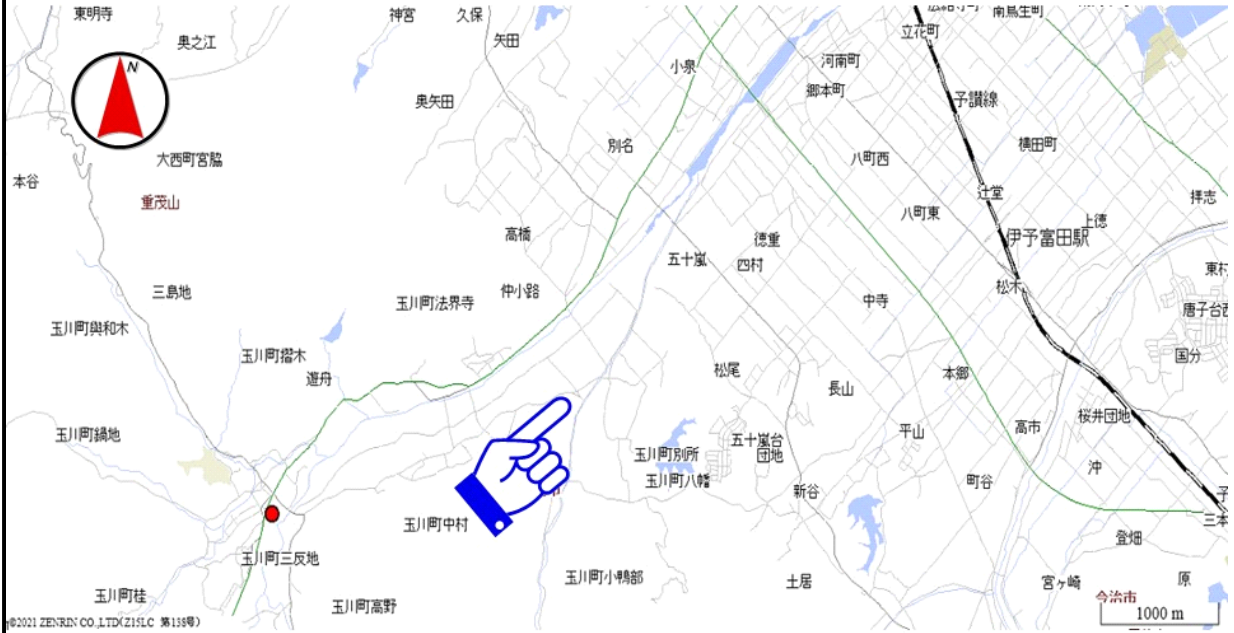 東明寺
神宮
久保
南鳥生町
立花町
奥之江
矢田
小泉
河南町
N
郷本町
子讃線
奥矢田
別名
横田町
大西町宮脇
八町西
本谷
辻堂
拝志
重茂山
八町東
上徳
高橋
徳重
伊予富田駅
五十嵐
四村
東村
松木
三島地
仲小路
中寺
玉川町法界寺
唐子台西
玉川町與和木
玉川町摺木
国分
遊舟
松尾
本郷
長山
桜井団地
玉川町鍋地
平山
高市
五十嵐台
団地
玉川町別所
沖
玉川町八幡
町谷
新谷
子
三本
玉川町中村
登畑
玉川町三反地
玉川町小鴨部
土居
宮ヶ崎
原
玉川町桂
玉川町高野
今治市
1000 m
©2021 ZENRIN CO.,LTD(Z15LC 第138号)